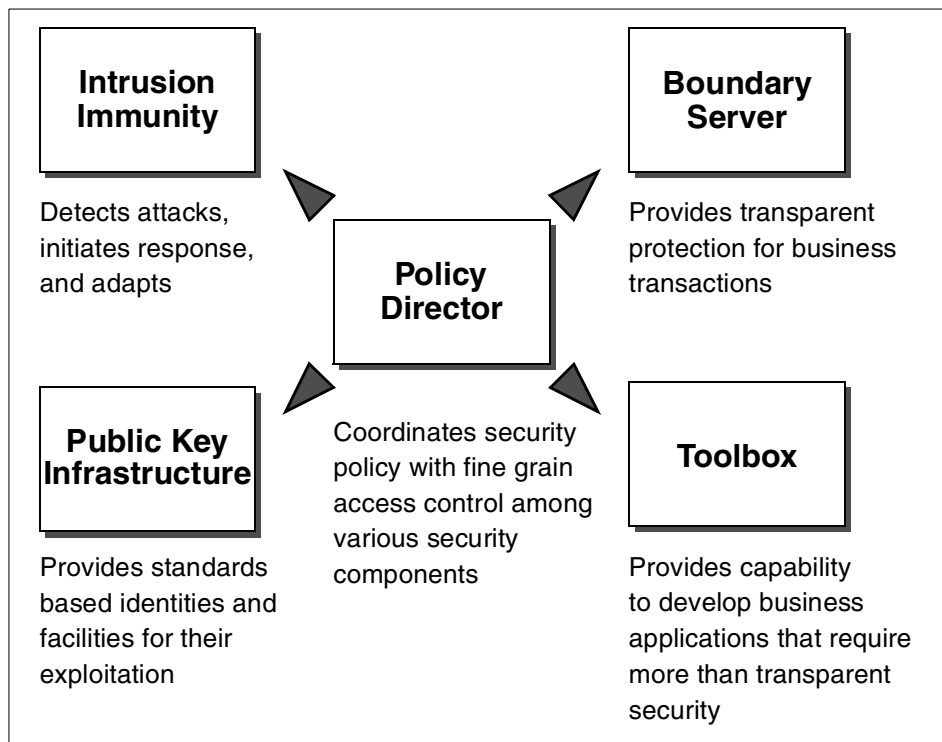 Intrusion
Immunity
Detects attacks,
initiates response,
and adapts
Boundary
Server
Provides transparent
protection for business
transactions
Policy
Director
Coordinates security
policy with fine grain
access control among
various security
components
Public Key
Infrastructure
Provides standards
based identities and
facilities for their
exploitation
Toolbox
Provides capability
to develop business
applications that require
more than transparent
security